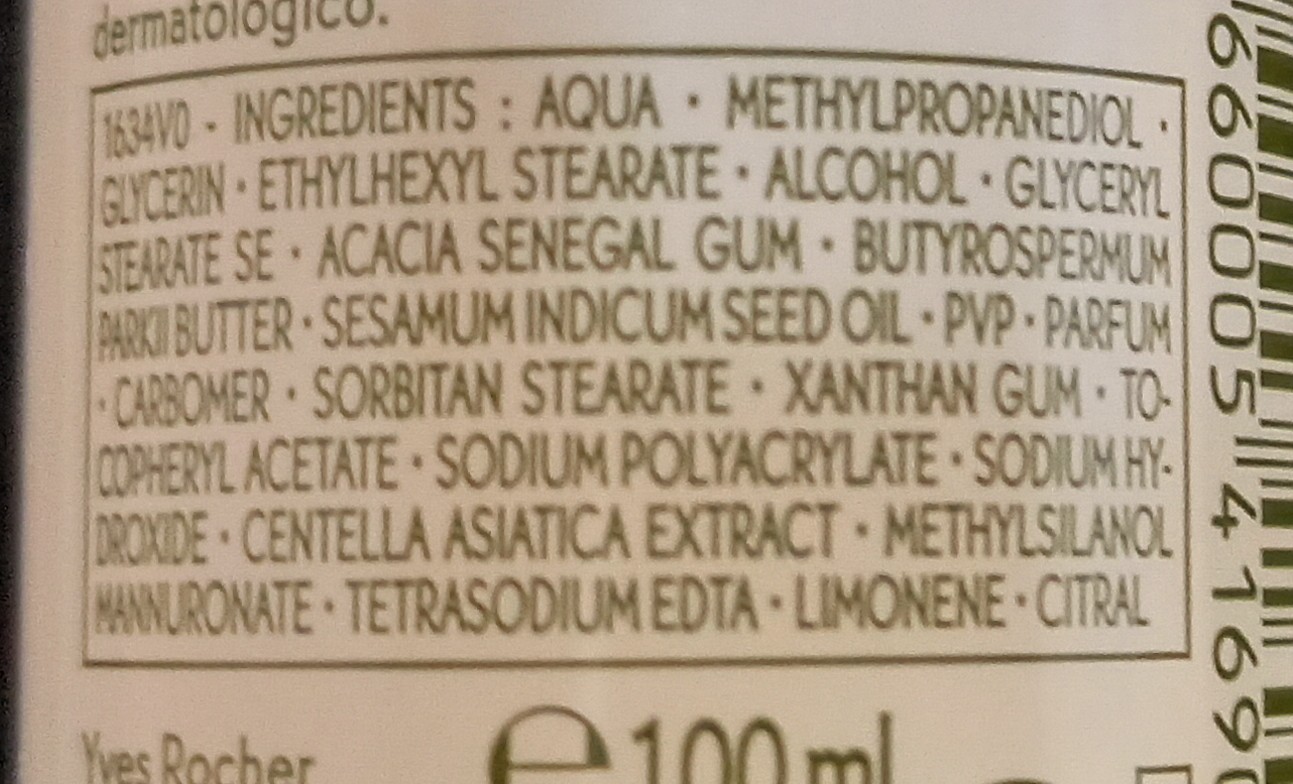 dermatologico.
1634V0 - INGREDIENTS : AQUA · METHYLPROPANEDIOL ·
GLYCERIN · ETHYLHEXYL STEARATE · ALCOHOL · GLYCERYL
STEARATE SE · ACACIA SENEGAL GUM · BUTYROSPERMUM
PARKII BUTTER · SESAMUM INDICUM SEED OIL · PVP · PARFUM
· CARBOMER · SORBITAN STEARATE · XANTHAN GUM · TO-
COPHERYL ACETATE · SODIUM POLYACRYLATE · SODIUM HY-
DROXIDE · CENTELLA ASIATICA EXTRACT · METHYLSILANOL
MANNURONATE · TETRASODIUM EDTA · LIMONENE · CITRAL
Yves Rocher
e 100 ml
660005 4169